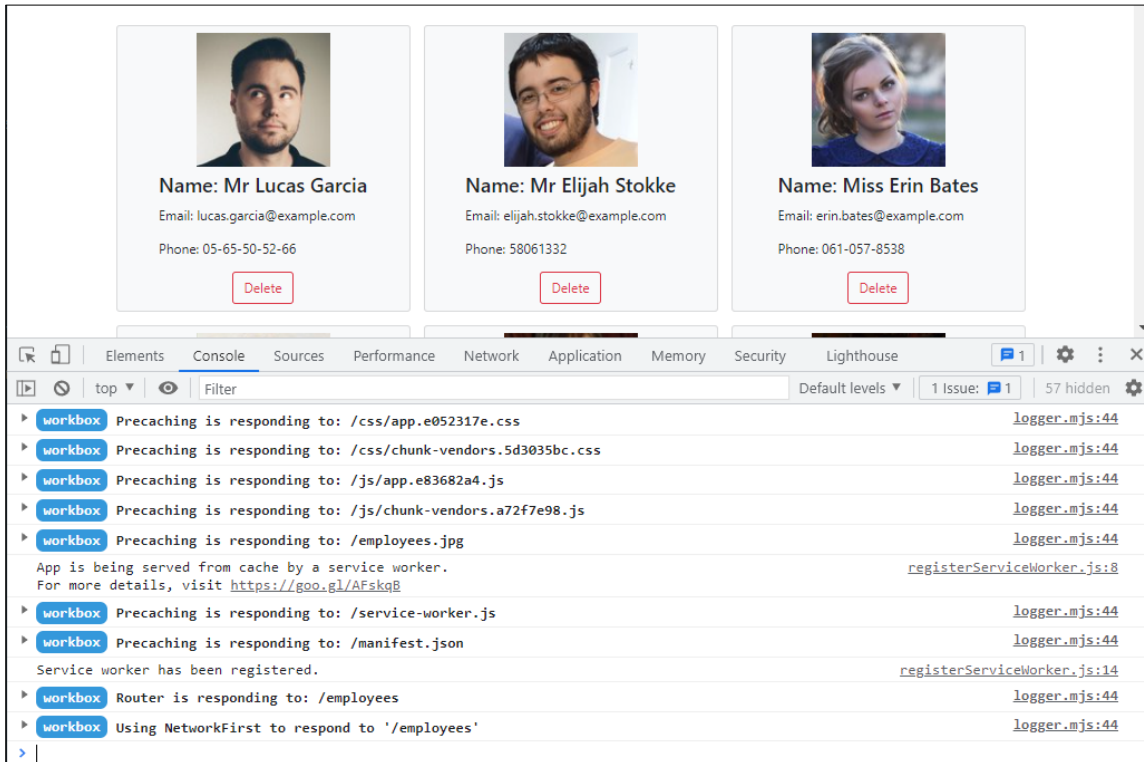 Name: Mr Lucas Garcia
Email: lucas.garcia@example.com
Phone: 05-65-50-52-66
Delete
Name: Mr Elijah Stokke
Email: elijah.stokke@example.com
Phone: 58061332
Delete
Name: Miss Erin Bates
Email: erin.bates@example.com
Phone: 061-057-8538
Delete
Elements Console Sources Performance Network Application Memory Security Lighthouse 1
top Filter Default levels 1 Issue: 1 57 hidden
workbox Precaching is responding to: /css/app.e052317e.css logger.mjs:44
workbox Precaching is responding to: /css/chunk-vendors.5d3035bc.css logger.mjs:44
workbox Precaching is responding to: /js/app.e83682a4.js logger.mjs:44
workbox Precaching is responding to: /js/chunk-vendors.a72f7e98.js logger.mjs:44
workbox Precaching is responding to: /employees.jpg logger.mjs:44
App is being served from cache by a service worker. registerServiceWorker.js:8
For more details, visit https://goo.gl/AFskqB
workbox Precaching is responding to: /service-worker.js logger.mjs:44
workbox Precaching is responding to: /manifest.json logger.mjs:44
Service worker has been registered. registerServiceWorker.js:14
workbox Router is responding to: /employees logger.mjs:44
workbox Using NetworkFirst to respond to '/employees' logger.mjs:44